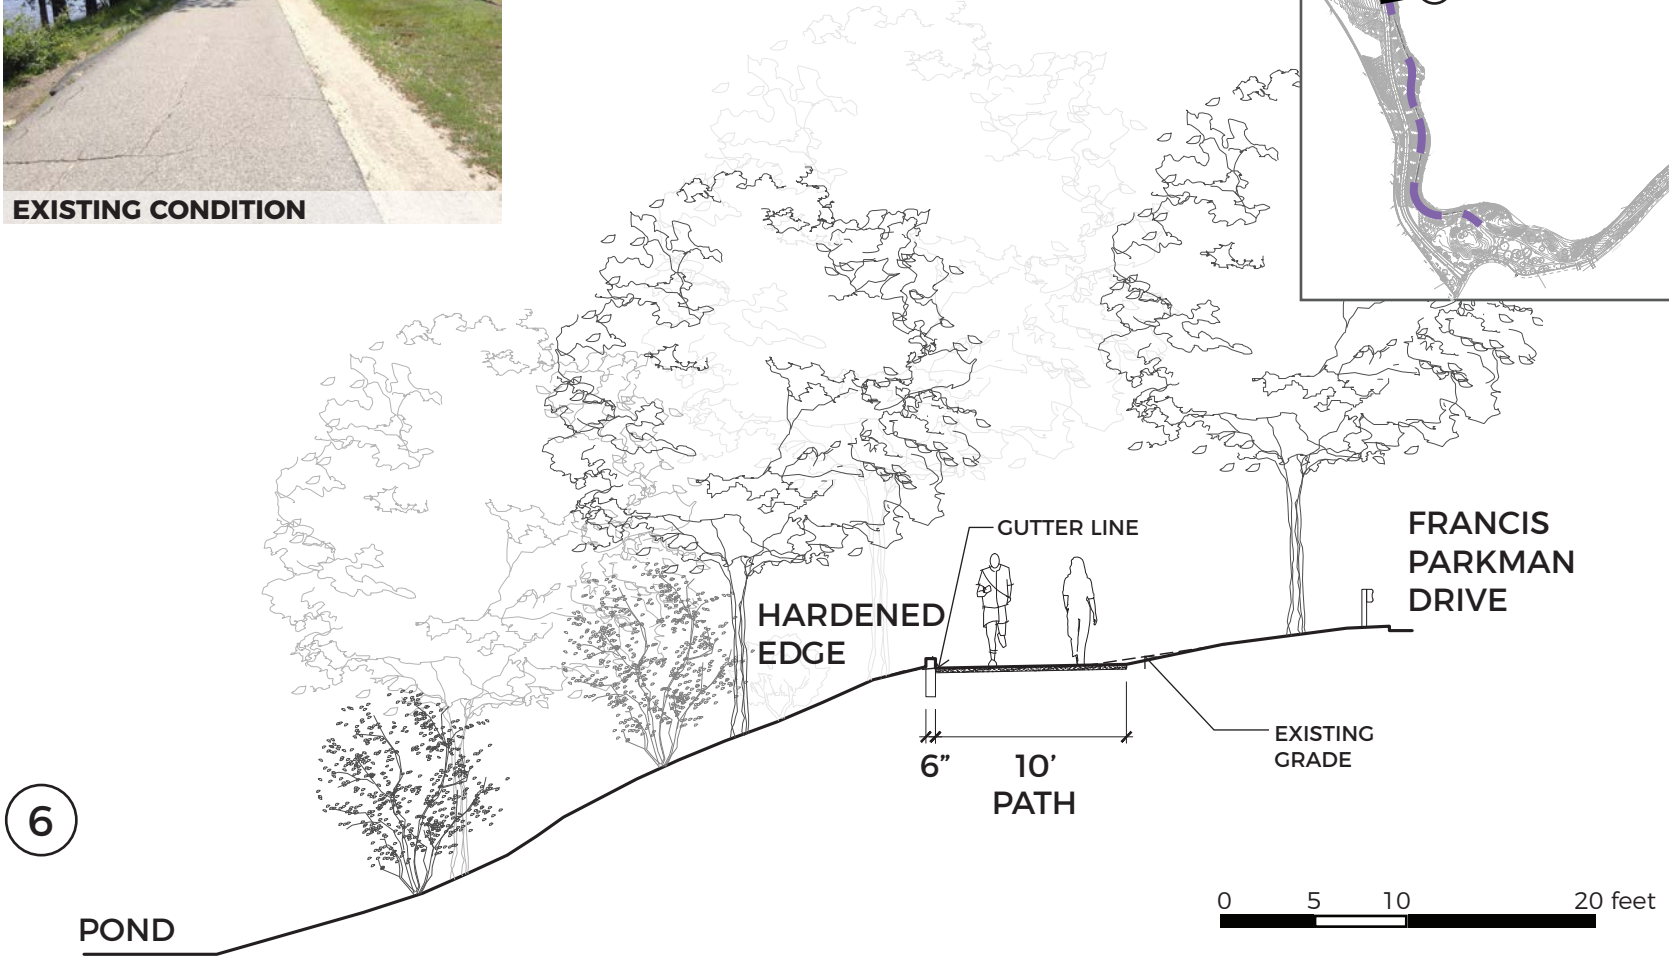 EXISTING CONDITION
GUTTER LINE
FRANCIS
PARKMAN
DRIVE
HARDENED
EDGE
EXISTING
GRADE
6” 10’
PATH
6
POND
0 5 10 20 feet